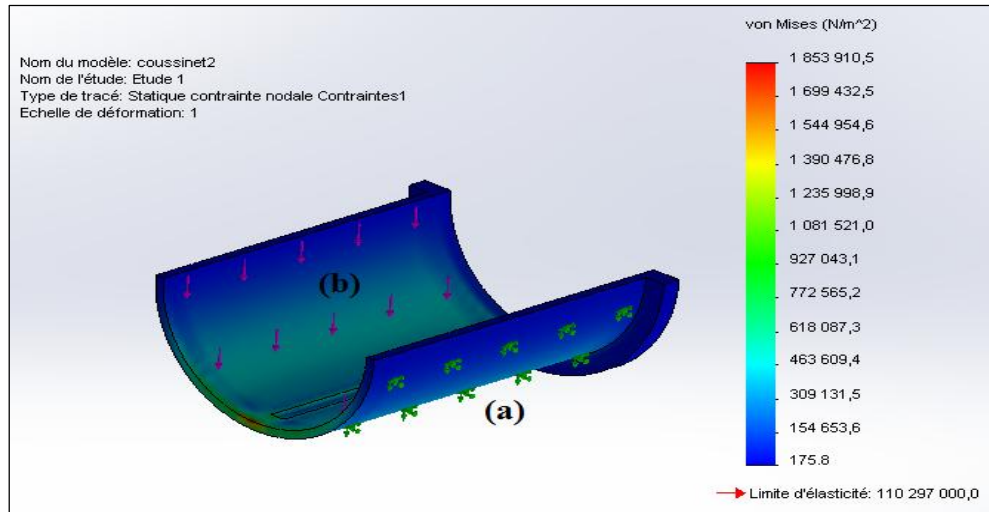 von Mises (N/m^2)
Nom du modèle: coussinet2
Nom de l'étude: Etude 1
Type de tracé: Statique contrainte nodale Contraintes1
Echelle de déformation: 1
1 853 910,5
1 699 432,5
1 544 954,6
1 390 476,8
1 235 998,9
1 081 521,0
927 043,1
772 565,2
618 087,3
463 609,4
309 131,5
154 653,6
175.8
Limite d'élasticité: 110 297 000,0
(b)
(a)